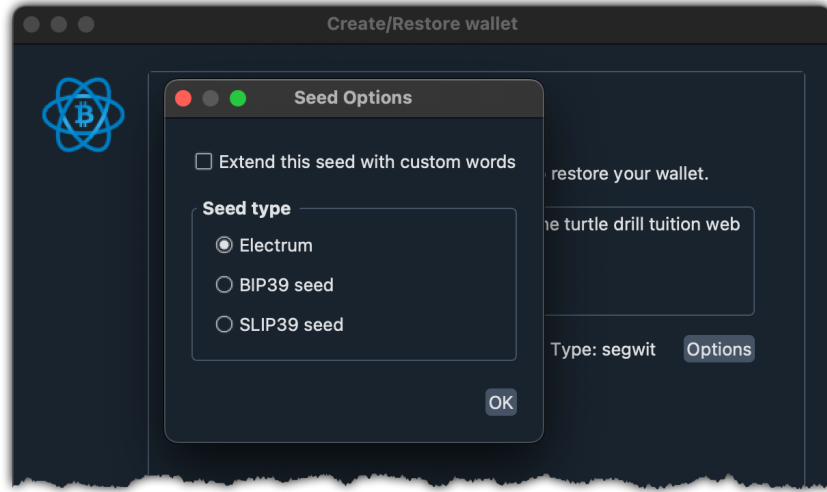 Create/Restore wallet
Seed Options
Extend this seed with custom words
restore your wallet.
Seed type
turtle drill tuition web
Electrum
BIP39 seed
SLIP39 seed
Type: segwit
Options
OK